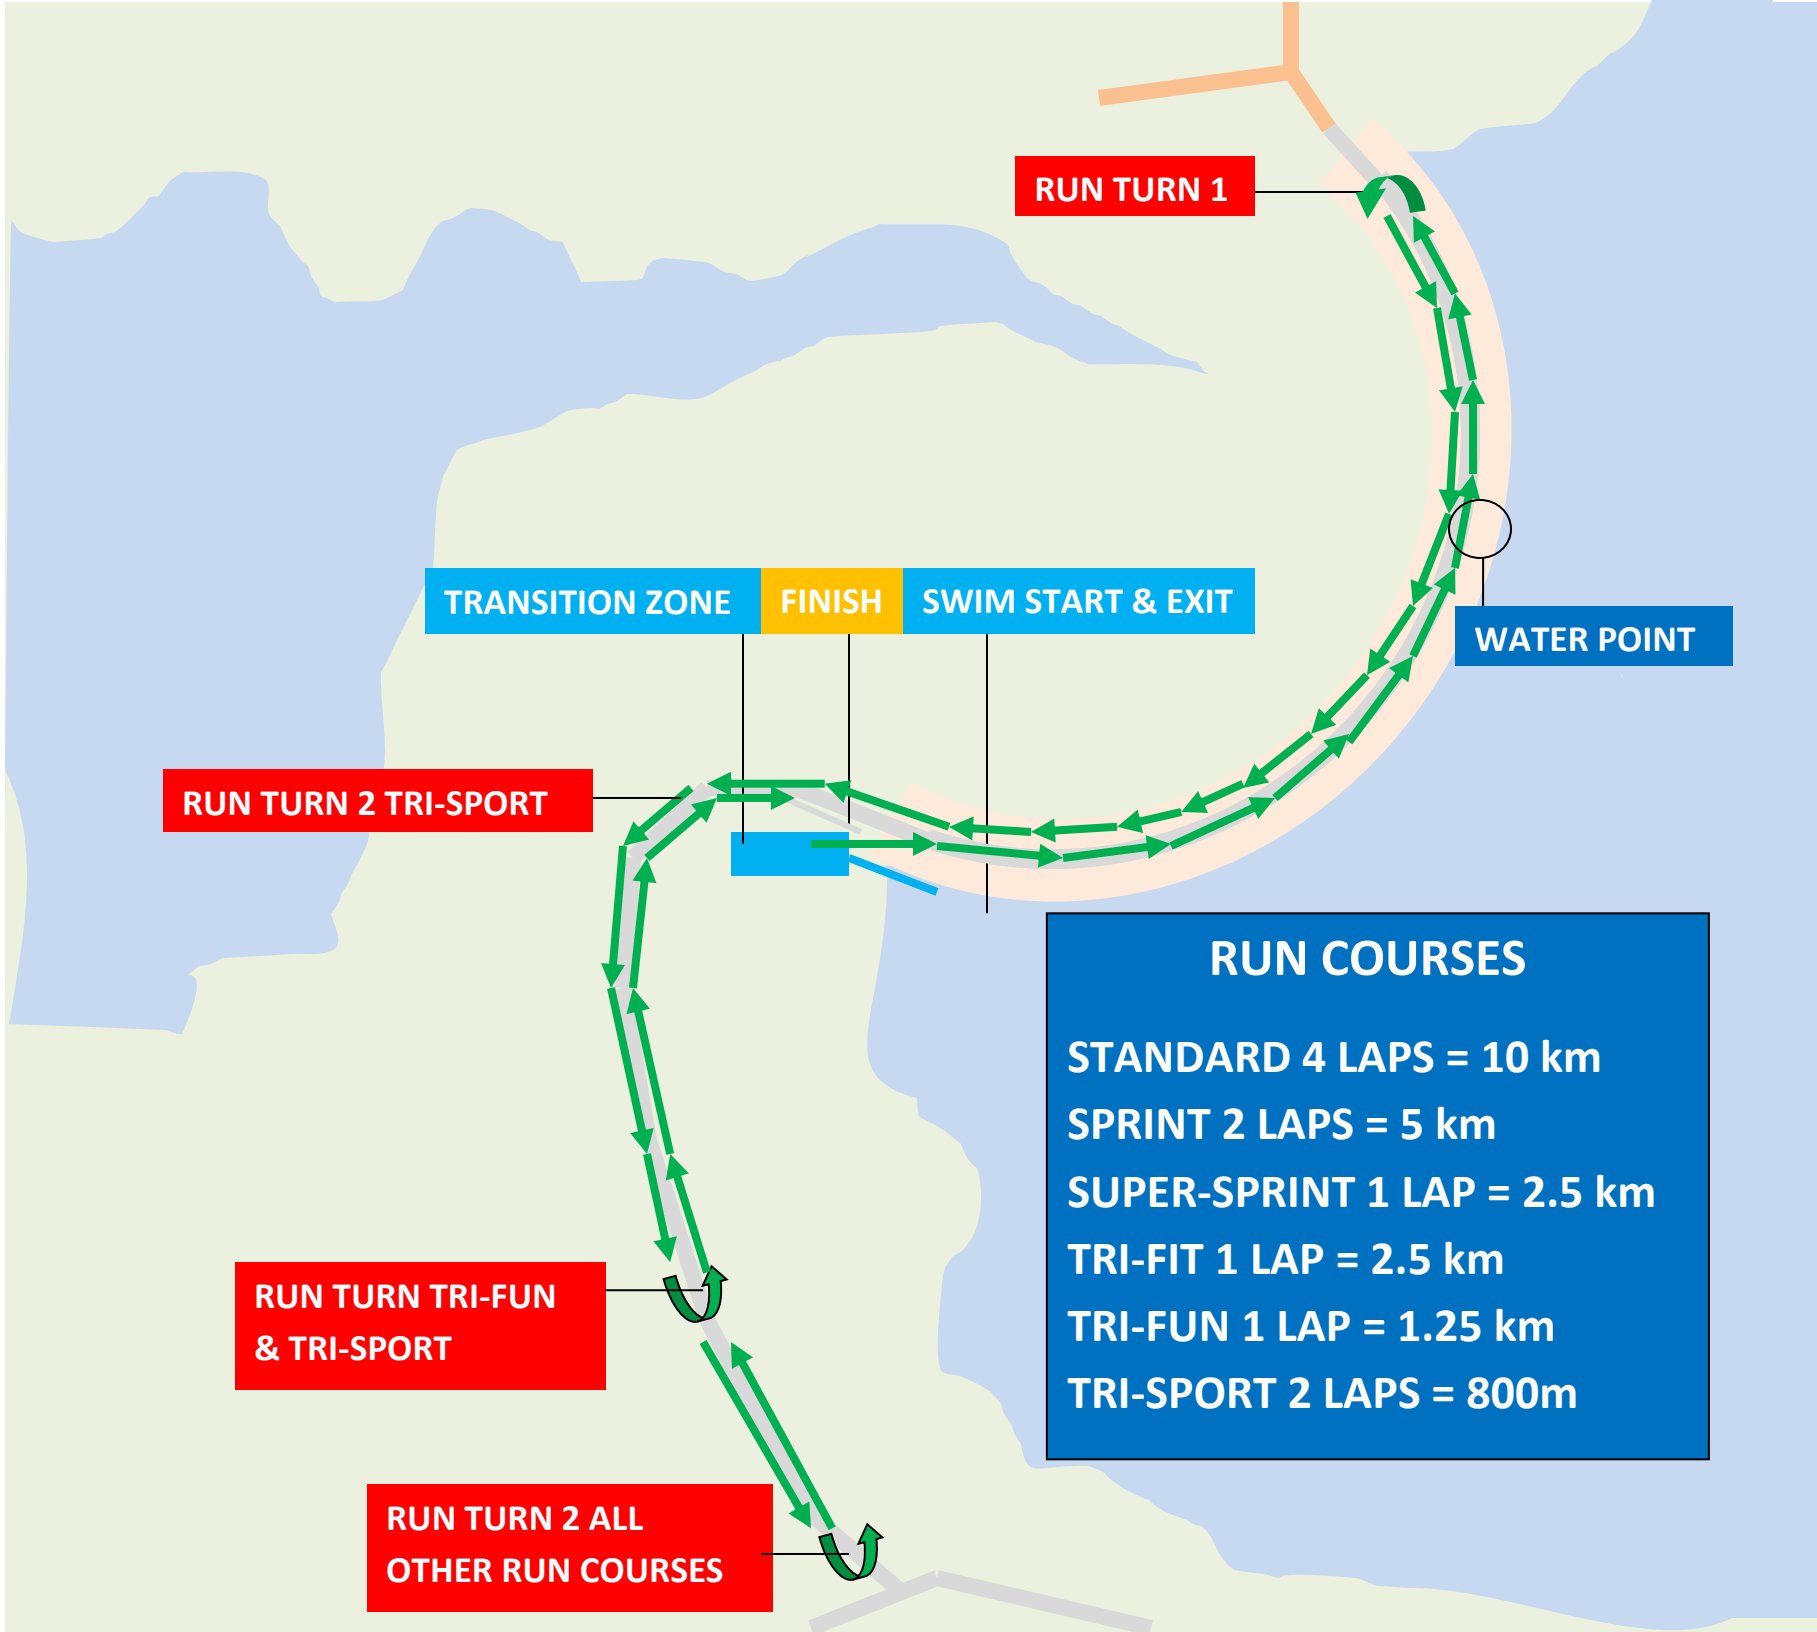 RUN TURN 1
TRANSITION ZONE
FINISH
SWIM START & EXIT
WATER POINT
RUN TURN 2 TRI-SPORT
RUN COURSES
STANDARD 4 LAPS = 10 km
SPRINT 2 LAPS = 5 km
SUPER-SPRINT 1 LAP = 2.5 km
TRI-FIT 1 LAP = 2.5 km
TRI-FUN 1 LAP = 1.25 km
TRI-SPORT 2 LAPS = 800m
RUN TURN TRI-FUN
& TRI-SPORT
RUN TURN 2 ALL
OTHER RUN COURSES